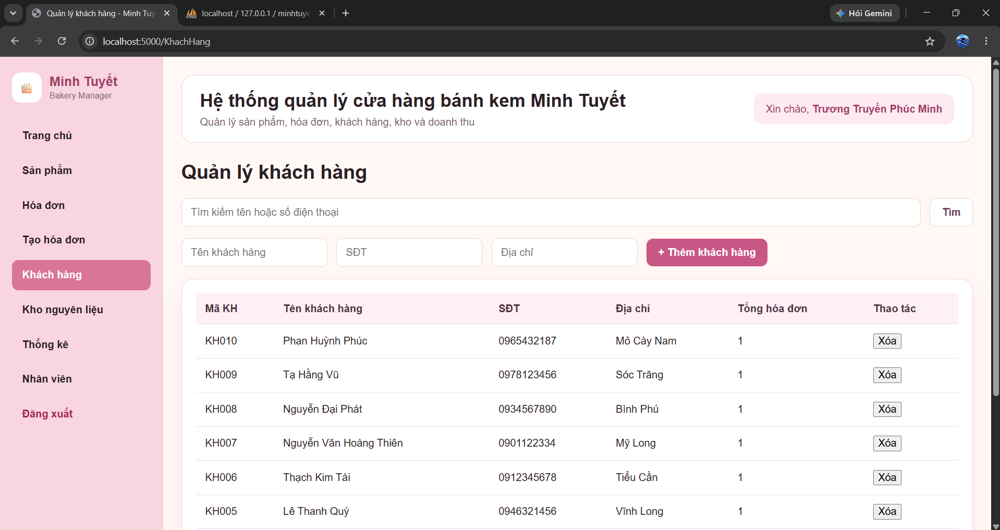 Quản lý khách hàng - Minh Tuy
localhost / 127.0.0.1 / minhtuye
Hỏi Gemini
localhost:5000/KhachHang
Minh Tuyết
Bakery Manager
Trang chủ
Sản phẩm
Hóa đơn
Tạo hóa đơn
Khách hàng
Kho nguyên liệu
Thống kê
Nhân viên
Đăng xuất
Hệ thống quản lý cửa hàng bánh kem Minh Tuyết
Quản lý sản phẩm, hóa đơn, khách hàng, kho và doanh thu
Xin chào, Trương Truyền Phúc Minh
Quản lý khách hàng
Tìm kiếm tên hoặc số điện thoại
Tìm
Tên khách hàng
SĐT
Địa chỉ
+ Thêm khách hàng
Mã KH Tên khách hàng SĐT Địa chỉ Tổng hóa đơn Thao tác
KH010 Phan Huỳnh Phúc 0965432187 Mỏ Cày Nam 1 Xóa
KH009 Tạ Hằng Vũ 0978123456 Sóc Trăng 1 Xóa
KH008 Nguyễn Đại Phát 0934567890 Bình Phú 1 Xóa
KH007 Nguyễn Văn Hoàng Thiên 0901122334 Mỹ Long 1 Xóa
KH006 Thạch Kim Tài 0912345678 Tiểu Cần 1 Xóa
KH005 Lê Thanh Quý 0946321456 Vĩnh Long 1 Xóa